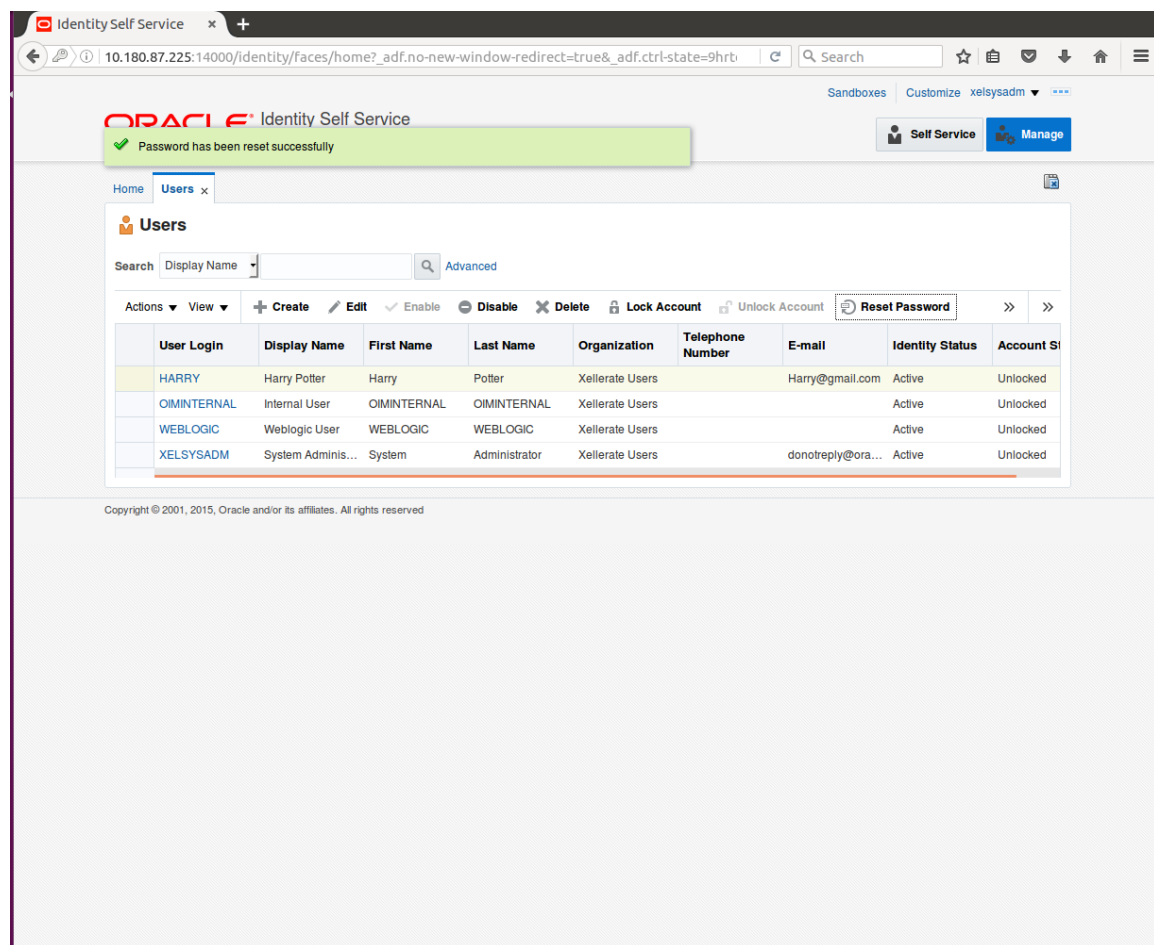 Identity Self Service × +
10.180.87.225:14000/identity/faces/home?_adf.no-new-window-redirect=true&_adf.ctrl-state=9hrt Search
Sandboxes Customize xelsysadm
ORACLE Identity Self Service
Password has been reset successfully
Self Service Manage
Home Users x
Users
Search Display Name Advanced
Actions View Create Edit Enable Disable Delete Lock Account Unlock Account Reset Password » »
User Login Display Name First Name Last Name Organization Telephone Number E-mail Identity Status Account St
HARRY Harry Potter Harry Potter Xellerate Users Harry@gmail.com Active Unlocked
OIMINTERNAL Internal User OIMINTERNAL OIMINTERNAL Xellerate Users Active Unlocked
WEBLOGIC Weblogic User WEBLOGIC WEBLOGIC Xellerate Users Active Unlocked
XELSYSADM System Adminis... System Administrator Xellerate Users donotreply@ora... Active Unlocked
Copyright © 2001, 2015, Oracle and/or its affiliates. All rights reserved